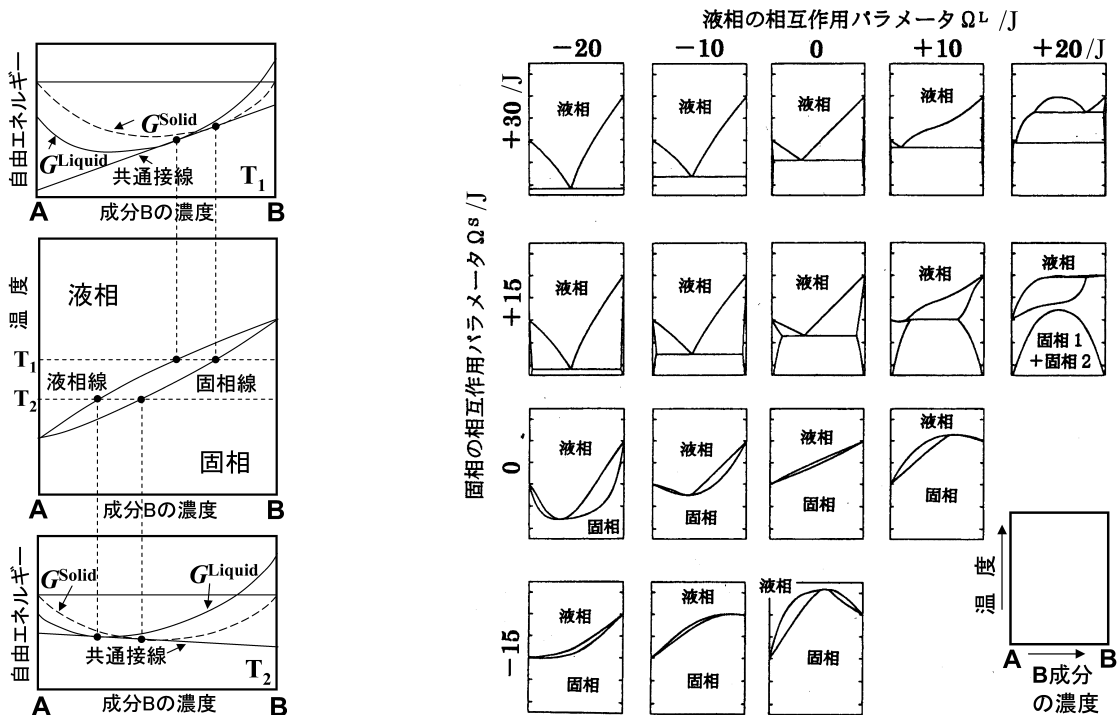 自由エネルギー
G^Solid
G^Liquid
共通接線
T1
A 成分Bの濃度 B
温 度
液相
T1
液相線 固相線
T2
固相
A 成分Bの濃度 B
自由エネルギー
G^Solid
G^Liquid
共通接線
T2
A 成分Bの濃度 B
液相の相互作用パラメータΩL/J
−20 −10 0 +10 +20/J
固相の相互作用パラメータΩS/J
+30/J
液相 液相 液相 液相
+15
液相 液相 液相 液相 液相
固相1
+固相2
0
液相 液相 液相 液相
固相 固相 固相 固相
−15
液相 液相 液相
固相 固相 固相
温 度
A B
B成分
の濃度